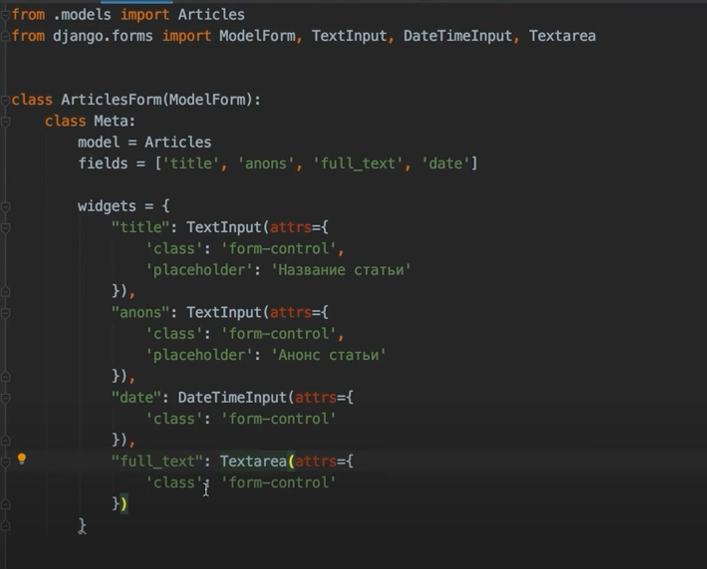 from .models import Articles
from django.forms import ModelForm, TextInput, DateTimeInput, Textarea
class ArticlesForm(ModelForm):
    class Meta:
        model = Articles
        fields = ['title', 'anons', 'full_text', 'date']
        widgets = {
            "title": TextInput(attrs={
                'class': 'form-control',
                'placeholder': 'Название статьи'
            }),
            "anons": TextInput(attrs={
                'class': 'form-control',
                'placeholder': 'Анонс статьи'
            }),
            "date": DateTimeInput(attrs={
                'class': 'form-control'
            }),
            "full_text": Textarea(attrs={
                'class': 'form-control'
            })
        }